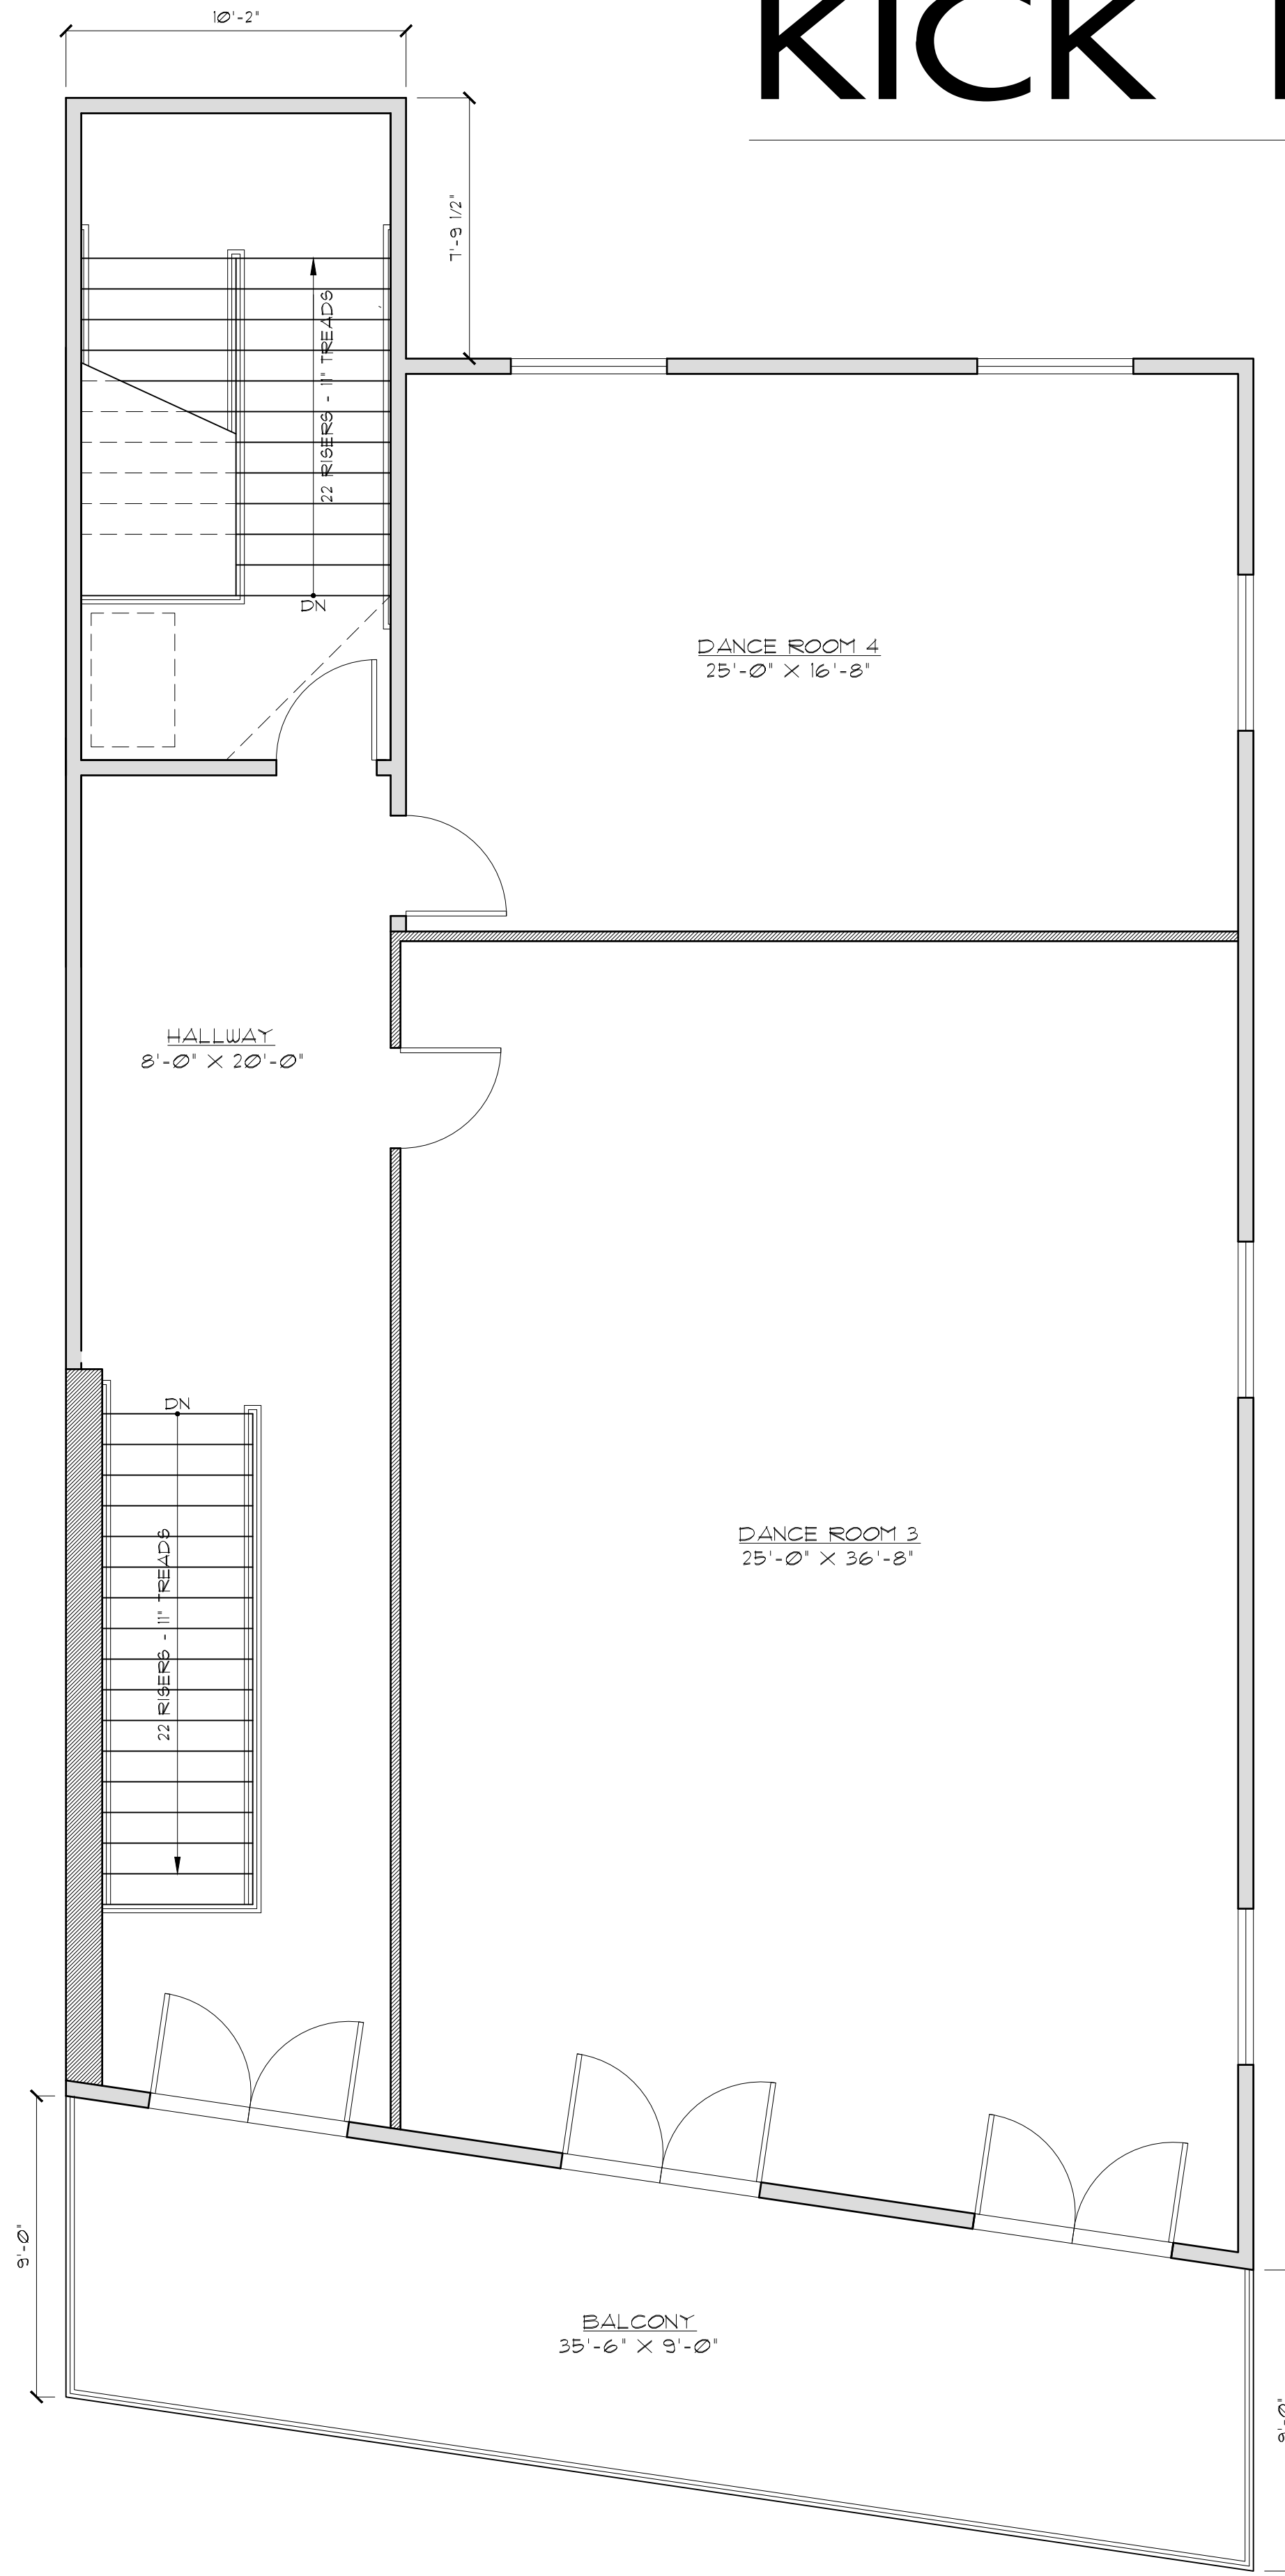 KICK
10'-2"
7'-9 1/2"
22 RISERS - 11" TREADS
DN
DANCE ROOM 4
25'-0" X 16'-8"
HALLWAY
8'-0" X 20'-0"
DN
22 RISERS - 11" TREADS
DANCE ROOM 3
25'-0" X 36'-8"
9'-0"
BALCONY
35'-6" X 9'-0"
9'-0"